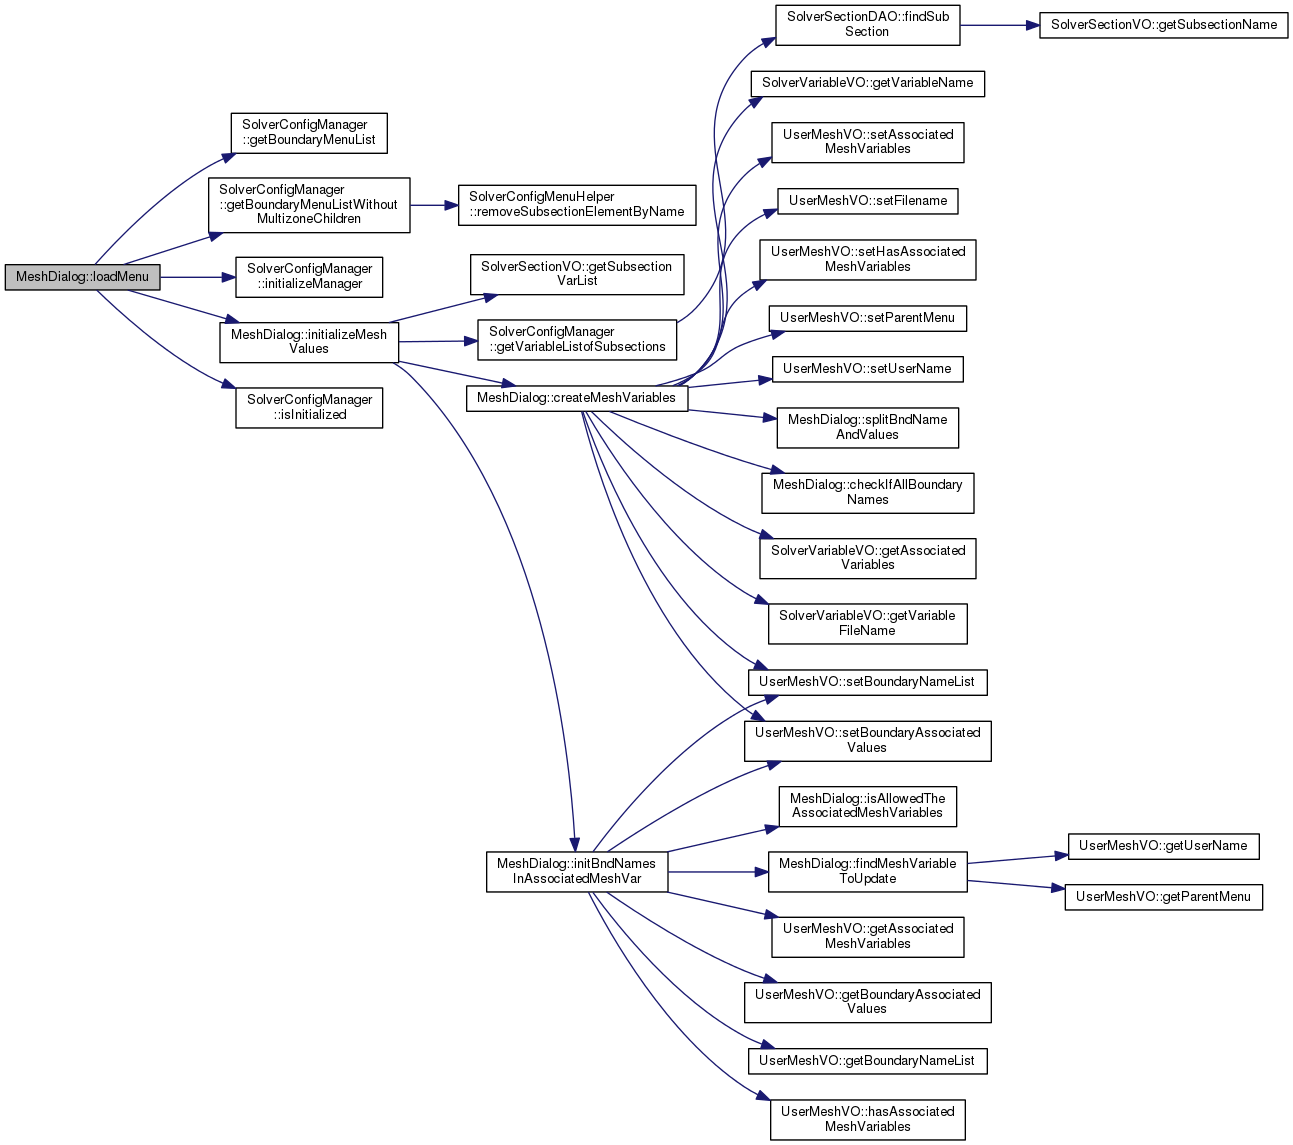 MeshDialog::loadMenu
SolverConfigManager
::getBoundaryMenuList
SolverConfigManager
::getBoundaryMenuListWithout
MultizoneChildren
SolverConfigManager
::initializeManager
MeshDialog::initializeMesh
Values
SolverConfigManager
::isInitialized
SolverConfigMenuHelper
::removeSubsectionElementByName
SolverSectionVO::getSubsection
VarList
SolverConfigManager
::getVariableListofSubsections
MeshDialog::createMeshVariables
MeshDialog::initBndNames
InAssociatedMeshVar
SolverSectionDAO::findSub
Section
SolverVariableVO::getVariableName
UserMeshVO::setAssociated
MeshVariables
UserMeshVO::setFilename
UserMeshVO::setHasAssociated
MeshVariables
UserMeshVO::setParentMenu
UserMeshVO::setUserName
MeshDialog::splitBndName
AndValues
MeshDialog::checkIfAllBoundary
Names
SolverVariableVO::getAssociated
Variables
SolverVariableVO::getVariable
FileName
UserMeshVO::setBoundaryNameList
UserMeshVO::setBoundaryAssociated
Values
MeshDialog::isAllowedThe
AssociatedMeshVariables
MeshDialog::findMeshVariable
ToUpdate
UserMeshVO::getAssociated
MeshVariables
UserMeshVO::getBoundaryAssociated
Values
UserMeshVO::getBoundaryNameList
UserMeshVO::hasAssociated
MeshVariables
SolverSectionVO::getSubsectionName
UserMeshVO::getUserName
UserMeshVO::getParentMenu